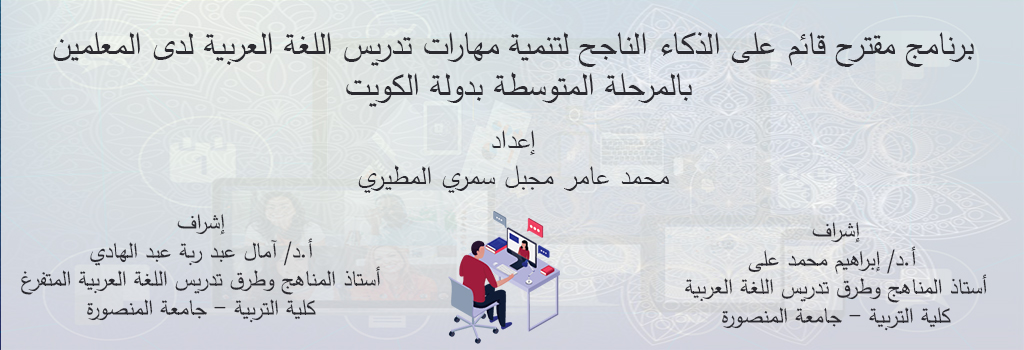 برنامج مقترح قائم على الذكاء الناجح لتنمية مهارات تدريس اللغة العربية لدى المعلمين
بالمرحلة المتوسطة بدولة الكويت
إعداد
محمد عامر مجبل سمري المطيري
إشراف
أ.د/ إبراهيم محمد على
أستاذ المناهج وطرق تدريس اللغة العربية
كلية التربية – جامعة المنصورة
إشراف
أ.د/ آمال عبد ربة عبد الهادي
أستاذ المناهج وطرق تدريس اللغة العربية المتفرغ
كلية التربية – جامعة المنصورة